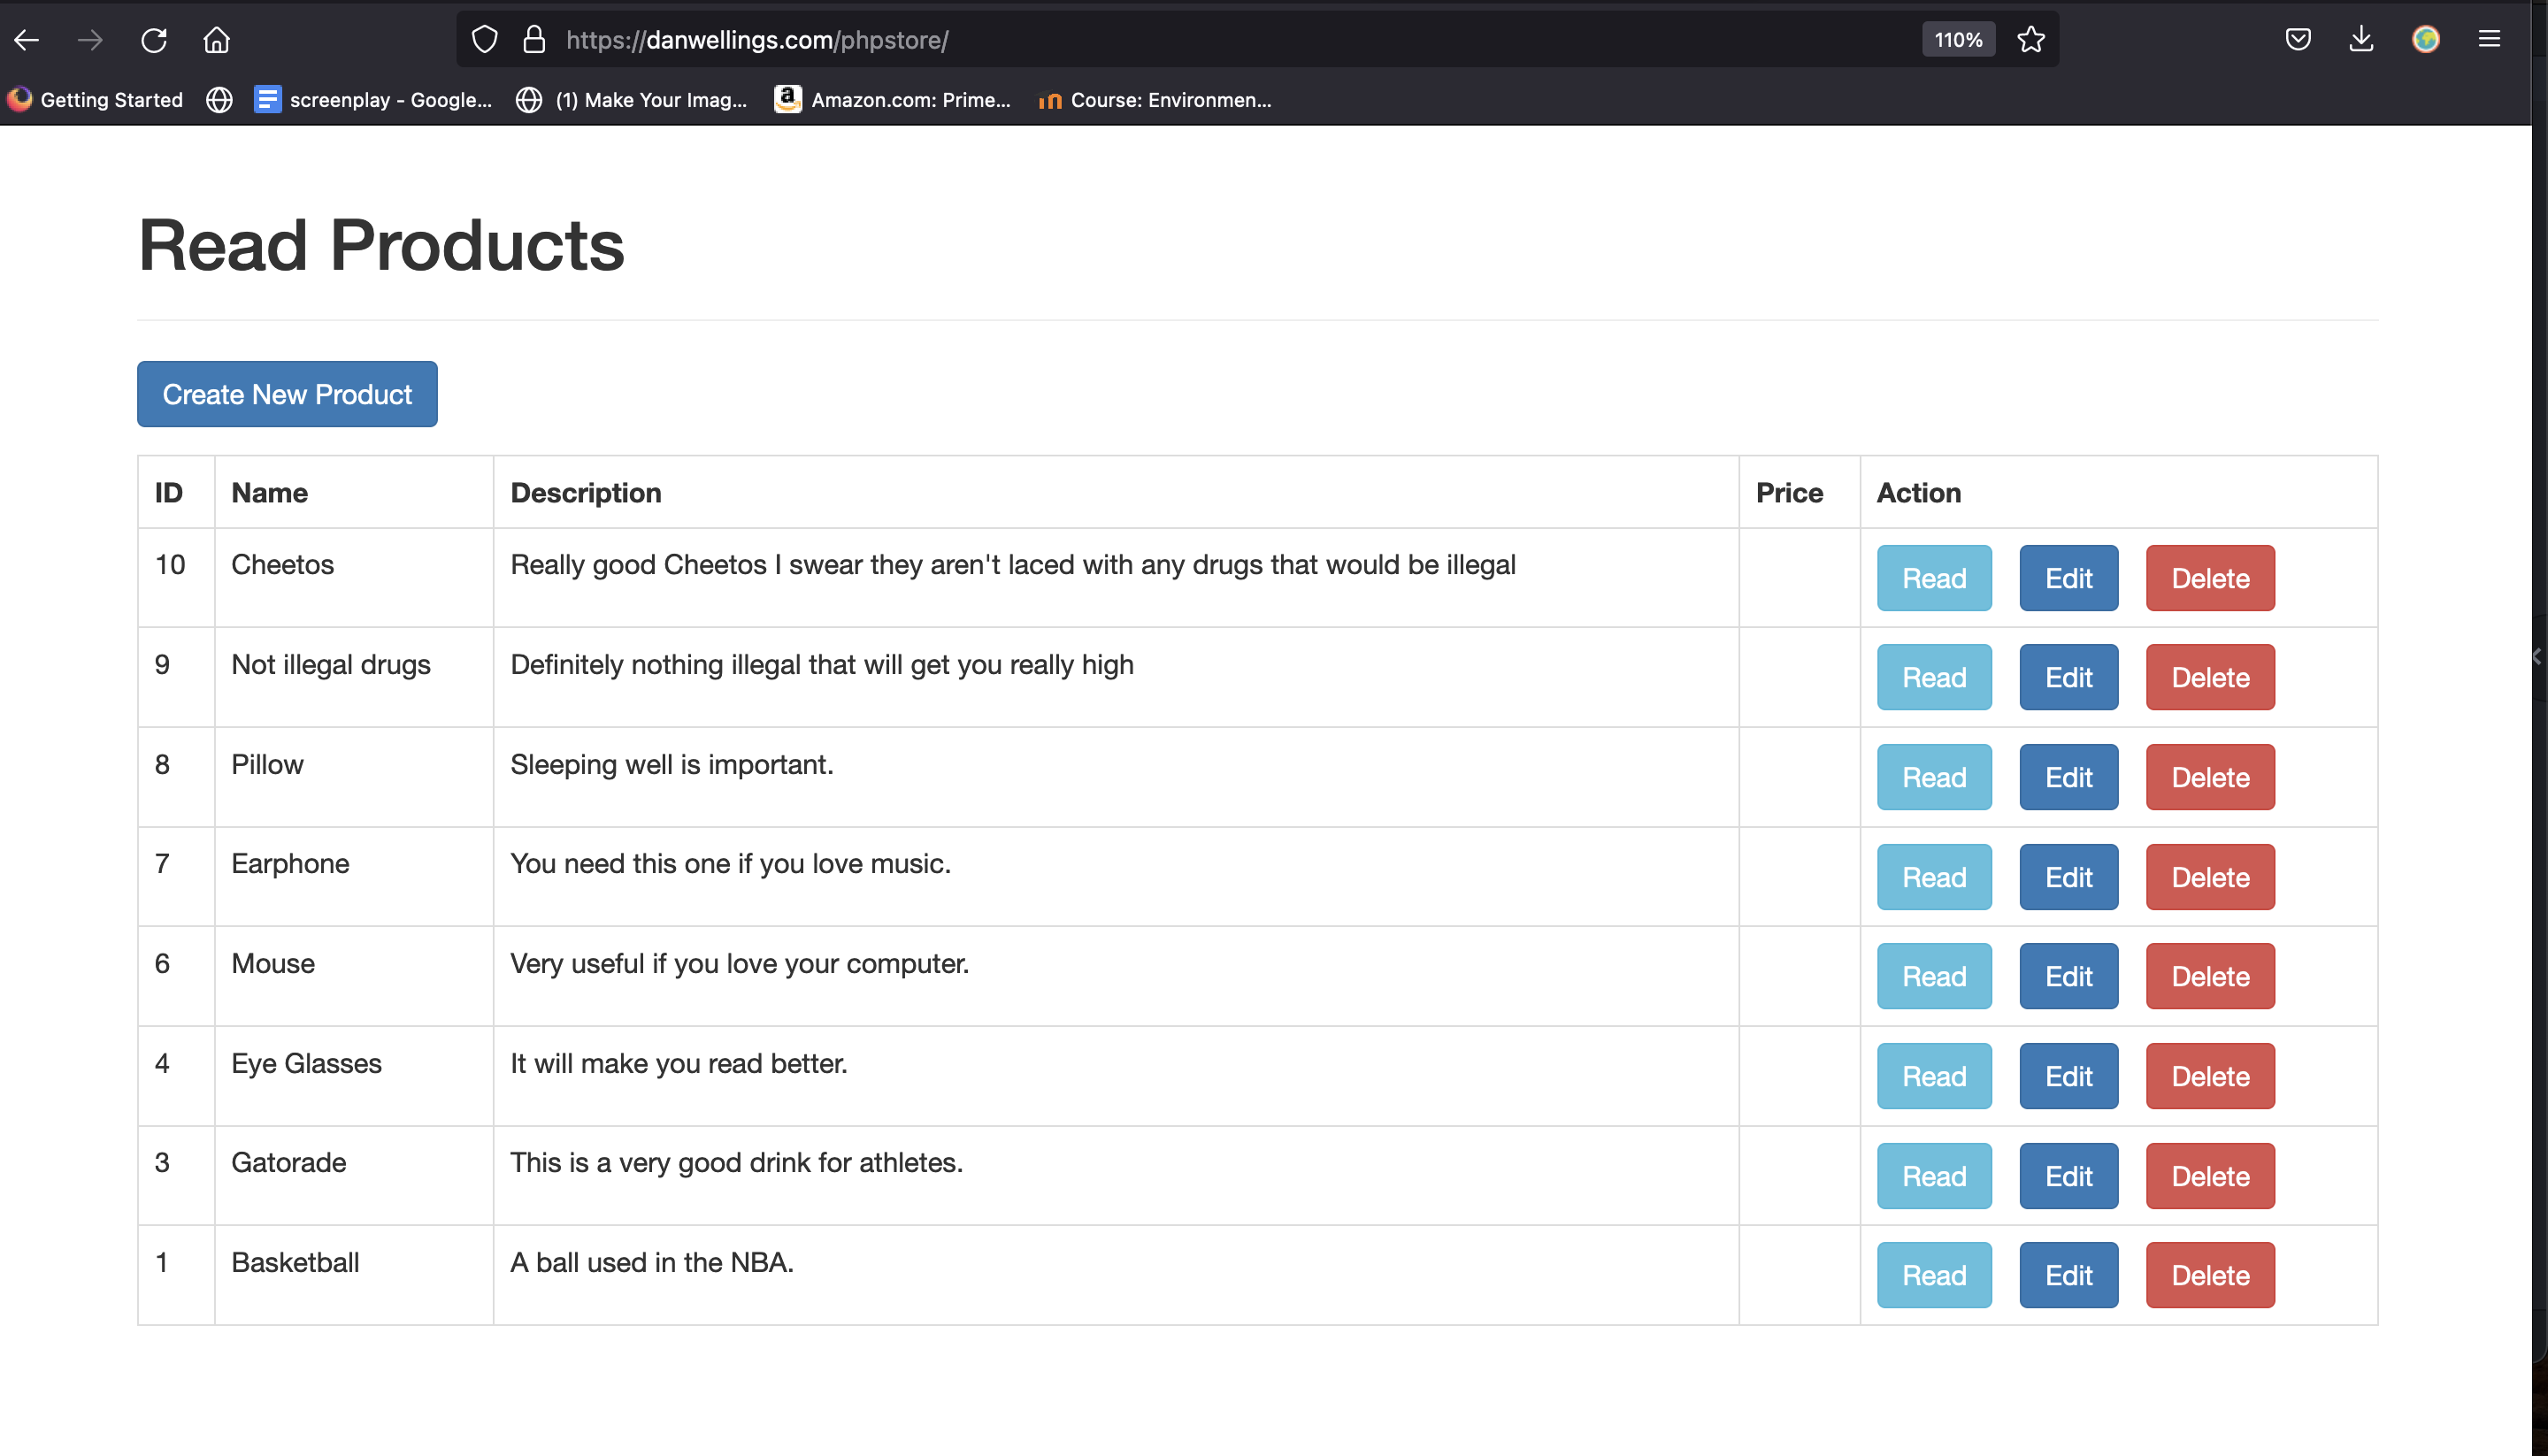 https://danwellings.com/phpstore/ 110%
Getting Started screenplay - Google... (1) Make Your Imag... a Amazon.com: Prime... Course: Environmen...
Read Products
Create New Product
ID Name Description Price Action
10 Cheetos Really good Cheetos I swear they aren't laced with any drugs that would be illegal Read Edit Delete
9 Not illegal drugs Definitely nothing illegal that will get you really high Read Edit Delete
8 Pillow Sleeping well is important. Read Edit Delete
7 Earphone You need this one if you love music. Read Edit Delete
6 Mouse Very useful if you love your computer. Read Edit Delete
4 Eye Glasses It will make you read better. Read Edit Delete
3 Gatorade This is a very good drink for athletes. Read Edit Delete
1 Basketball A ball used in the NBA. Read Edit Delete